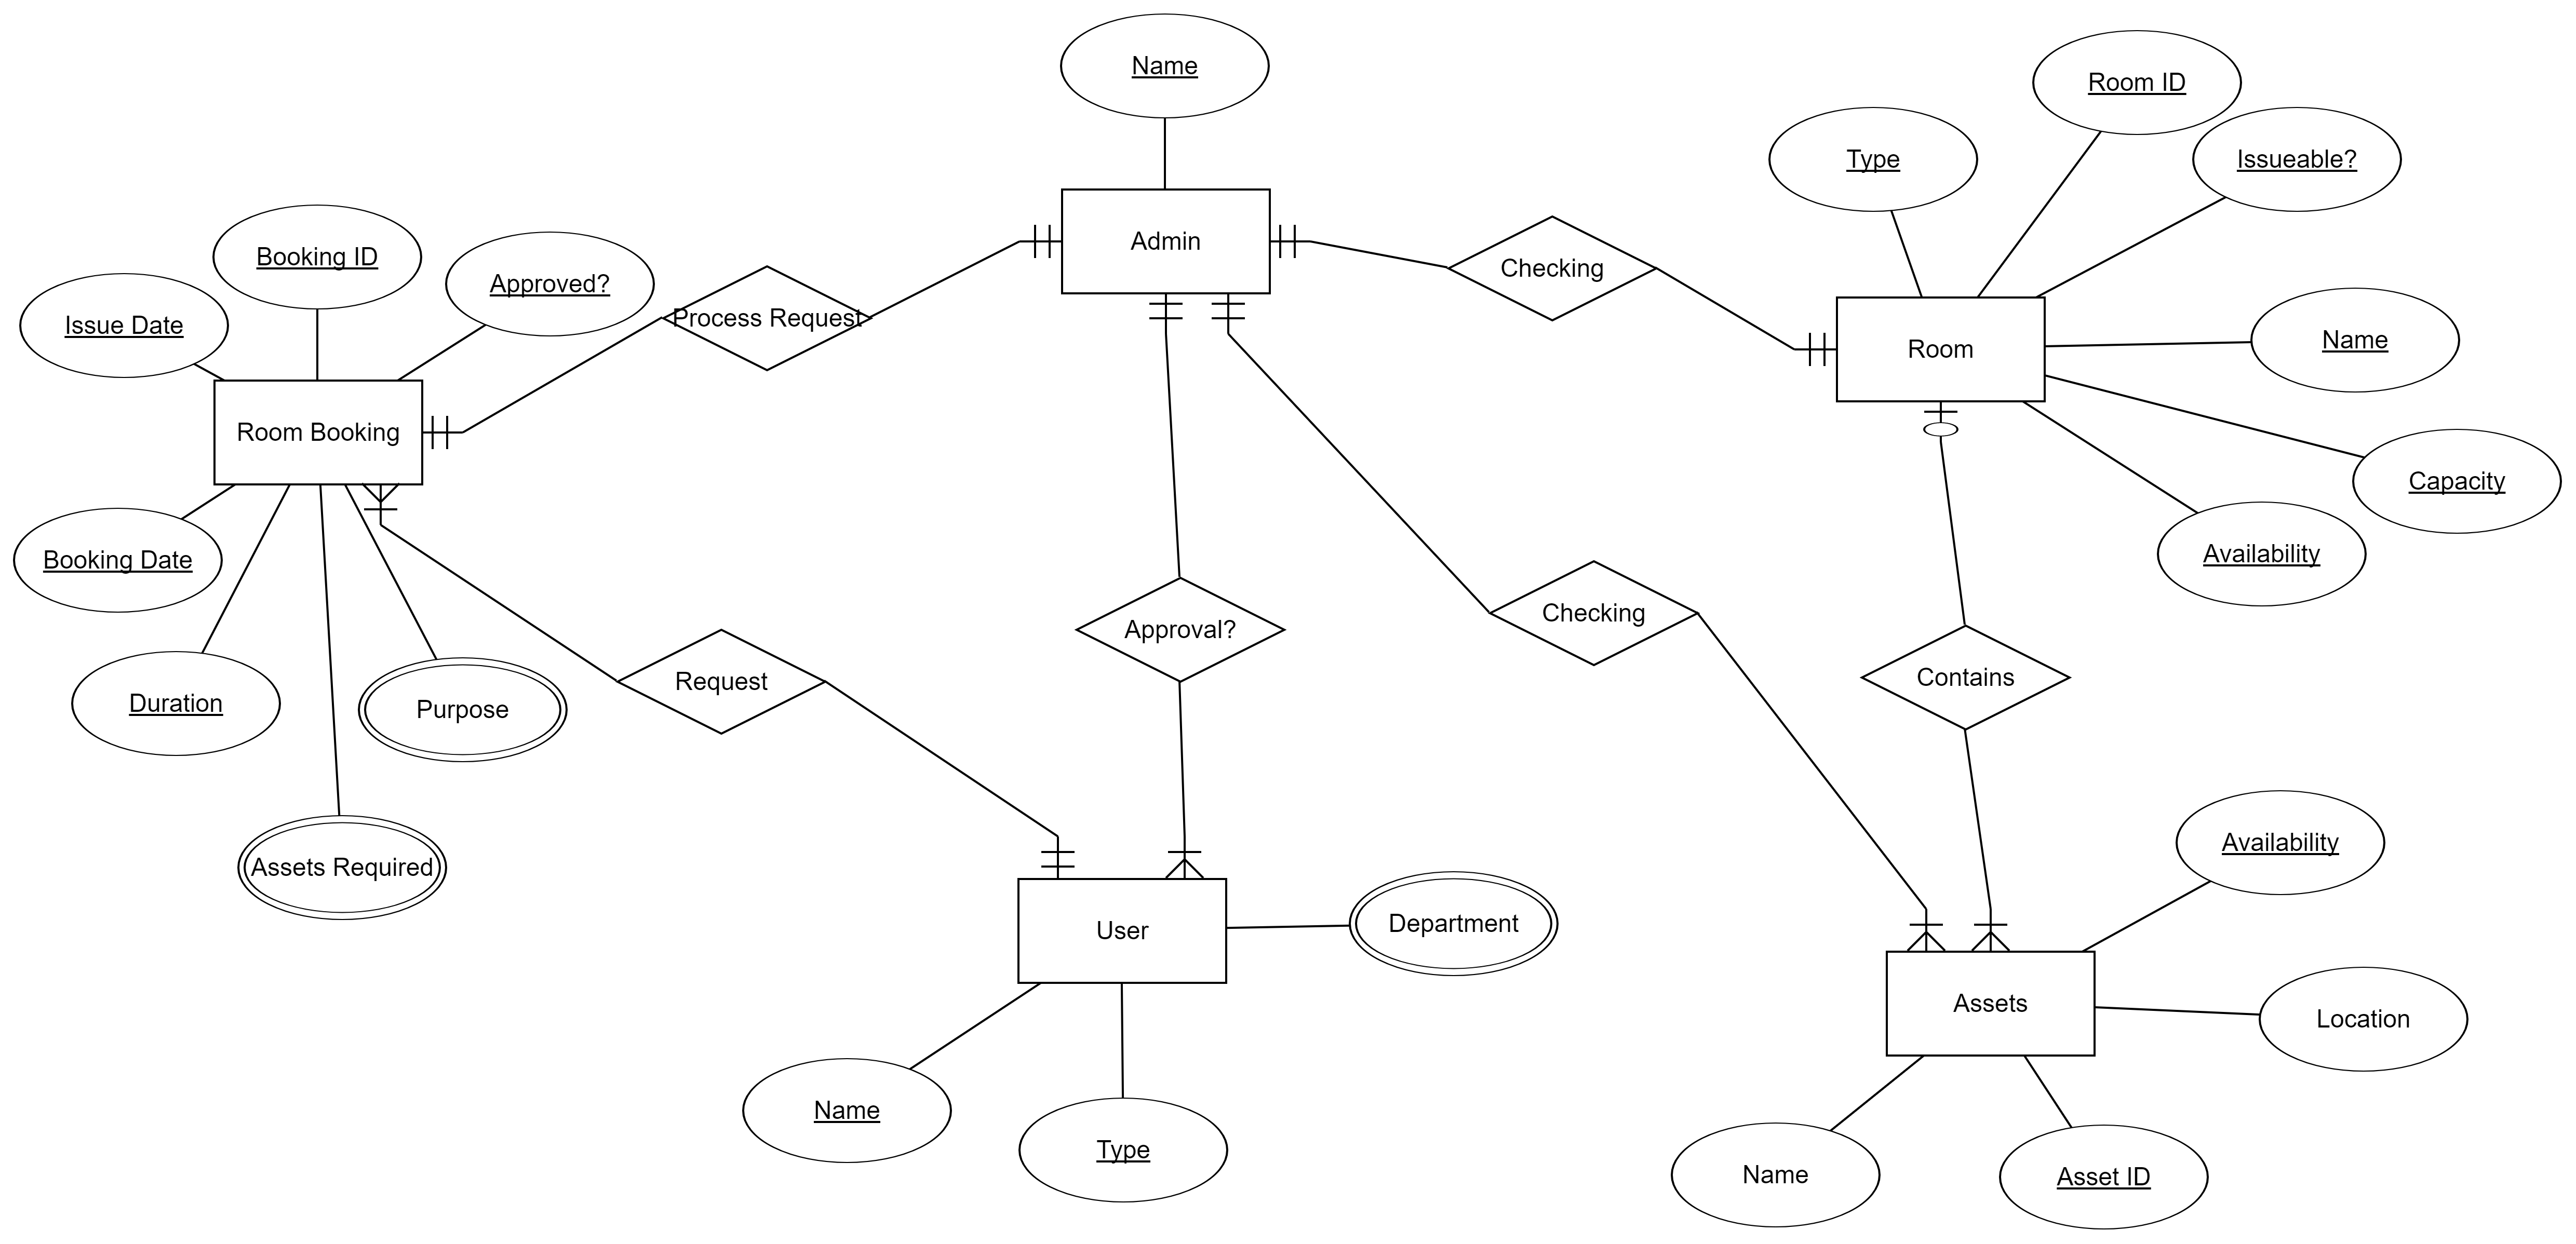 Name
Room ID
Type
Issueable?
Admin
Checking
Booking ID
Approved?
Issue Date
Process Request
Room
Name
Room Booking
Capacity
Booking Date
Availability
Approval?
Checking
Request
Contains
Duration
Purpose
Assets Required
Availability
User
Department
Assets
Location
Name
Type
Name
Asset ID